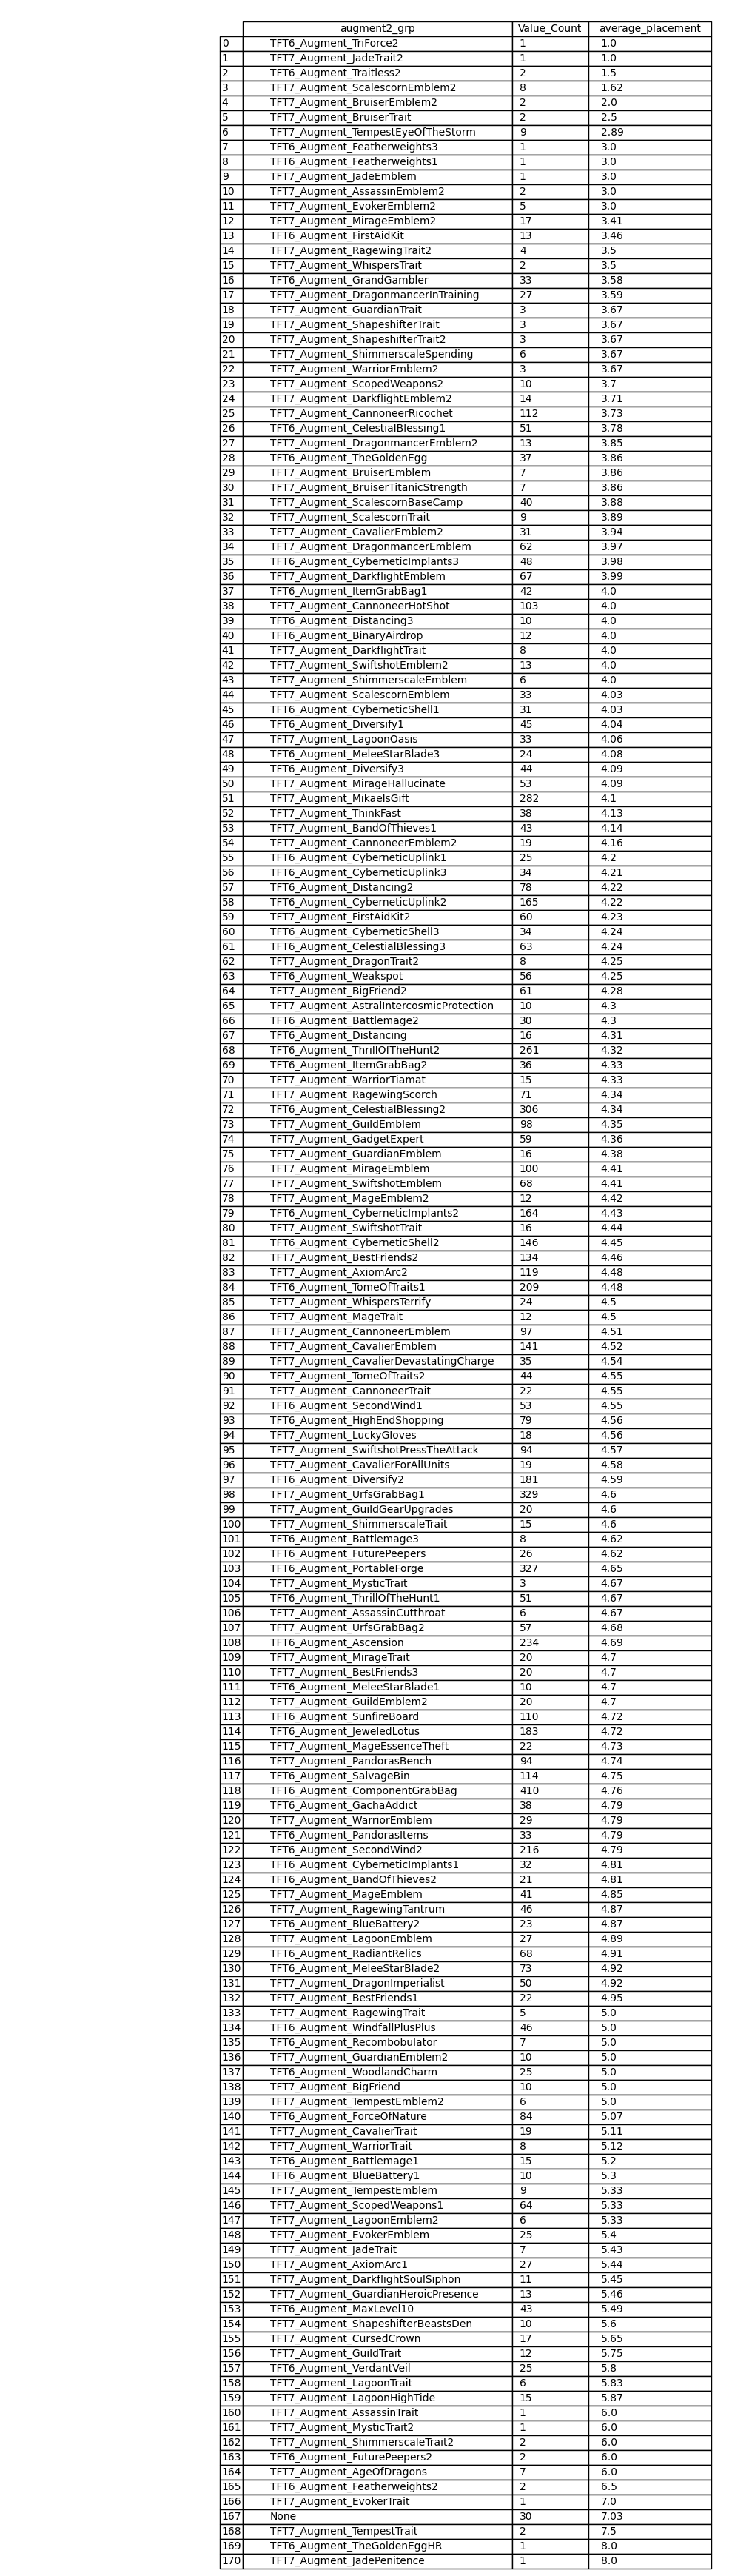 augment2_grp Value_Count average_placement
0 TFT6_Augment_TriForce2 1 1.0
1 TFT7_Augment_JadeTrait2 1 1.0
2 TFT6_Augment_Traitless2 2 1.5
3 TFT7_Augment_ScalescornEmblem2 8 1.62
4 TFT7_Augment_BruiserEmblem2 2 2.0
5 TFT7_Augment_BruiserTrait 2 2.5
6 TFT7_Augment_TempestEyeOfTheStorm 9 2.89
7 TFT6_Augment_Featherweights3 1 3.0
8 TFT6_Augment_Featherweights1 1 3.0
9 TFT7_Augment_JadeEmblem 1 3.0
10 TFT7_Augment_AssassinEmblem2 2 3.0
11 TFT7_Augment_EvokerEmblem2 5 3.0
12 TFT7_Augment_MirageEmblem2 17 3.41
13 TFT6_Augment_FirstAidKit 13 3.46
14 TFT7_Augment_RagewingTrait2 4 3.5
15 TFT7_Augment_WhispersTrait 2 3.5
16 TFT6_Augment_GrandGambler 33 3.58
17 TFT7_Augment_DragonmancerInTraining 27 3.59
18 TFT7_Augment_GuardianTrait 3 3.67
19 TFT7_Augment_ShapeshifterTrait 3 3.67
20 TFT7_Augment_ShapeshifterTrait2 3 3.67
21 TFT7_Augment_ShimmerscaleSpending 6 3.67
22 TFT7_Augment_WarriorEmblem2 3 3.67
23 TFT7_Augment_ScopedWeapons2 10 3.7
24 TFT7_Augment_DarkflightEmblem2 14 3.71
25 TFT7_Augment_CannoneerRicochet 112 3.73
26 TFT6_Augment_CelestialBlessing1 51 3.78
27 TFT7_Augment_DragonmancerEmblem2 13 3.85
28 TFT6_Augment_TheGoldenEgg 37 3.86
29 TFT7_Augment_BruiserEmblem 7 3.86
30 TFT7_Augment_BruiserTitanicStrength 7 3.86
31 TFT7_Augment_ScalescornBaseCamp 40 3.88
32 TFT7_Augment_ScalescornTrait 9 3.89
33 TFT7_Augment_CavalierEmblem2 31 3.94
34 TFT7_Augment_DragonmancerEmblem 62 3.97
35 TFT6_Augment_CyberneticImplants3 48 3.98
36 TFT7_Augment_DarkflightEmblem 67 3.99
37 TFT6_Augment_ItemGrabBag1 42 4.0
38 TFT7_Augment_CannoneerHotShot 103 4.0
39 TFT6_Augment_Distancing3 10 4.0
40 TFT6_Augment_BinaryAirdrop 12 4.0
41 TFT7_Augment_DarkflightTrait 8 4.0
42 TFT7_Augment_SwiftshotEmblem2 13 4.0
43 TFT7_Augment_ShimmerscaleEmblem 6 4.0
44 TFT7_Augment_ScalescornEmblem 33 4.03
45 TFT6_Augment_CyberneticShell1 31 4.03
46 TFT6_Augment_Diversify1 45 4.04
47 TFT7_Augment_LagoonOasis 33 4.06
48 TFT6_Augment_MeleeStarBlade3 24 4.08
49 TFT6_Augment_Diversify3 44 4.09
50 TFT7_Augment_MirageHallucinate 53 4.09
51 TFT7_Augment_MikaelsGift 282 4.1
52 TFT7_Augment_ThinkFast 38 4.13
53 TFT7_Augment_BandOfThieves1 43 4.14
54 TFT7_Augment_CannoneerEmblem2 19 4.16
55 TFT6_Augment_CyberneticUplink1 25 4.2
56 TFT6_Augment_CyberneticUplink3 34 4.21
57 TFT6_Augment_Distancing2 78 4.22
58 TFT6_Augment_CyberneticUplink2 165 4.22
59 TFT7_Augment_FirstAidKit2 60 4.23
60 TFT6_Augment_CyberneticShell3 34 4.24
61 TFT6_Augment_CelestialBlessing3 63 4.24
62 TFT7_Augment_DragonTrait2 8 4.25
63 TFT6_Augment_Weakspot 56 4.25
64 TFT7_Augment_BigFriend2 61 4.28
65 TFT7_Augment_AstralIntercosmicProtection 10 4.3
66 TFT6_Augment_Battlemage2 30 4.3
67 TFT6_Augment_Distancing 16 4.31
68 TFT6_Augment_ThrillOfTheHunt2 261 4.32
69 TFT6_Augment_ItemGrabBag2 36 4.33
70 TFT7_Augment_WarriorTiamat 15 4.33
71 TFT7_Augment_RagewingScorch 71 4.34
72 TFT6_Augment_CelestialBlessing2 306 4.34
73 TFT7_Augment_GuildEmblem 98 4.35
74 TFT7_Augment_GadgetExpert 59 4.36
75 TFT7_Augment_GuardianEmblem 16 4.38
76 TFT7_Augment_MirageEmblem 100 4.41
77 TFT7_Augment_SwiftshotEmblem 68 4.41
78 TFT7_Augment_MageEmblem2 12 4.42
79 TFT6_Augment_CyberneticImplants2 164 4.43
80 TFT7_Augment_SwiftshotTrait 16 4.44
81 TFT6_Augment_CyberneticShell2 146 4.45
82 TFT7_Augment_BestFriends2 134 4.46
83 TFT7_Augment_AxiomArc2 119 4.48
84 TFT6_Augment_TomeOfTraits1 209 4.48
85 TFT7_Augment_WhispersTerrify 24 4.5
86 TFT7_Augment_MageTrait 12 4.5
87 TFT7_Augment_CannoneerEmblem 97 4.51
88 TFT7_Augment_CavalierEmblem 141 4.52
89 TFT7_Augment_CavalierDevastatingCharge 35 4.54
90 TFT7_Augment_TomeOfTraits2 44 4.55
91 TFT7_Augment_CannoneerTrait 22 4.55
92 TFT6_Augment_SecondWind1 53 4.55
93 TFT6_Augment_HighEndShopping 79 4.56
94 TFT7_Augment_LuckyGloves 18 4.56
95 TFT7_Augment_SwiftshotPressTheAttack 94 4.57
96 TFT7_Augment_CavalierForAllUnits 19 4.58
97 TFT6_Augment_Diversify2 181 4.59
98 TFT7_Augment_UrfsGrabBag1 329 4.6
99 TFT7_Augment_GuildGearUpgrades 20 4.6
100 TFT7_Augment_ShimmerscaleTrait 15 4.6
101 TFT6_Augment_Battlemage3 8 4.62
102 TFT6_Augment_FuturePeepers 26 4.62
103 TFT6_Augment_PortableForge 327 4.65
104 TFT7_Augment_MysticTrait 3 4.67
105 TFT6_Augment_ThrillOfTheHunt1 51 4.67
106 TFT7_Augment_AssassinCutthroat 6 4.67
107 TFT7_Augment_UrfsGrabBag2 57 4.68
108 TFT6_Augment_Ascension 234 4.69
109 TFT7_Augment_MirageTrait 20 4.7
110 TFT7_Augment_BestFriends3 20 4.7
111 TFT6_Augment_MeleeStarBlade1 10 4.7
112 TFT7_Augment_GuildEmblem2 20 4.7
113 TFT6_Augment_SunfireBoard 110 4.72
114 TFT6_Augment_JeweledLotus 183 4.72
115 TFT7_Augment_MageEssenceTheft 22 4.73
116 TFT7_Augment_PandorasBench 94 4.74
117 TFT6_Augment_SalvageBin 114 4.75
118 TFT6_Augment_ComponentGrabBag 410 4.76
119 TFT7_Augment_GachaAddict 38 4.79
120 TFT7_Augment_WarriorEmblem 29 4.79
121 TFT6_Augment_PandorasItems 33 4.79
122 TFT6_Augment_SecondWind2 216 4.79
123 TFT6_Augment_CyberneticImplants1 32 4.81
124 TFT6_Augment_BandOfThieves2 21 4.81
125 TFT7_Augment_MageEmblem 41 4.85
126 TFT7_Augment_RagewingTantrum 46 4.87
127 TFT6_Augment_BlueBattery2 23 4.87
128 TFT7_Augment_LagoonEmblem 27 4.89
129 TFT6_Augment_RadiantRelics 68 4.91
130 TFT6_Augment_MeleeStarBlade2 73 4.92
131 TFT7_Augment_DragonImperialist 50 4.92
132 TFT7_Augment_BestFriends1 22 4.95
133 TFT7_Augment_RagewingTrait 5 5.0
134 TFT6_Augment_WindfallPlusPlus 46 5.0
135 TFT6_Augment_Recombobulator 7 5.0
136 TFT7_Augment_GuardianEmblem2 10 5.0
137 TFT6_Augment_WoodlandCharm 25 5.0
138 TFT7_Augment_BigFriend 10 5.0
139 TFT7_Augment_TempestEmblem2 6 5.0
140 TFT6_Augment_ForceOfNature 84 5.07
141 TFT7_Augment_CavalierTrait 19 5.11
142 TFT7_Augment_WarriorTrait 8 5.12
143 TFT6_Augment_Battlemage1 15 5.2
144 TFT6_Augment_BlueBattery1 10 5.3
145 TFT7_Augment_TempestEmblem 9 5.33
146 TFT7_Augment_ScopedWeapons1 64 5.33
147 TFT7_Augment_LagoonEmblem2 6 5.33
148 TFT7_Augment_EvokerEmblem 25 5.4
149 TFT7_Augment_JadeTrait 7 5.43
150 TFT7_Augment_AxiomArc1 27 5.44
151 TFT7_Augment_DarkflightSoulSiphon 11 5.45
152 TFT7_Augment_GuardianHeroicPresence 13 5.46
153 TFT6_Augment_MaxLevel10 43 5.49
154 TFT7_Augment_ShapeshifterBeastsDen 10 5.6
155 TFT7_Augment_CursedCrown 17 5.65
156 TFT7_Augment_GuildTrait 12 5.75
157 TFT6_Augment_VerdantVeil 25 5.8
158 TFT7_Augment_LagoonTrait 6 5.83
159 TFT7_Augment_LagoonHighTide 15 5.87
160 TFT7_Augment_AssassinTrait 1 6.0
161 TFT7_Augment_MysticTrait2 1 6.0
162 TFT7_Augment_ShimmerscaleTrait2 2 6.0
163 TFT6_Augment_FuturePeepers2 2 6.0
164 TFT7_Augment_AgeOfDragons 7 6.0
165 TFT6_Augment_Featherweights2 2 6.5
166 TFT7_Augment_EvokerTrait 1 7.0
167 None 30 7.03
168 TFT7_Augment_TempestTrait 2 7.5
169 TFT6_Augment_TheGoldenEggHR 1 8.0
170 TFT7_Augment_JadePenitence 1 8.0